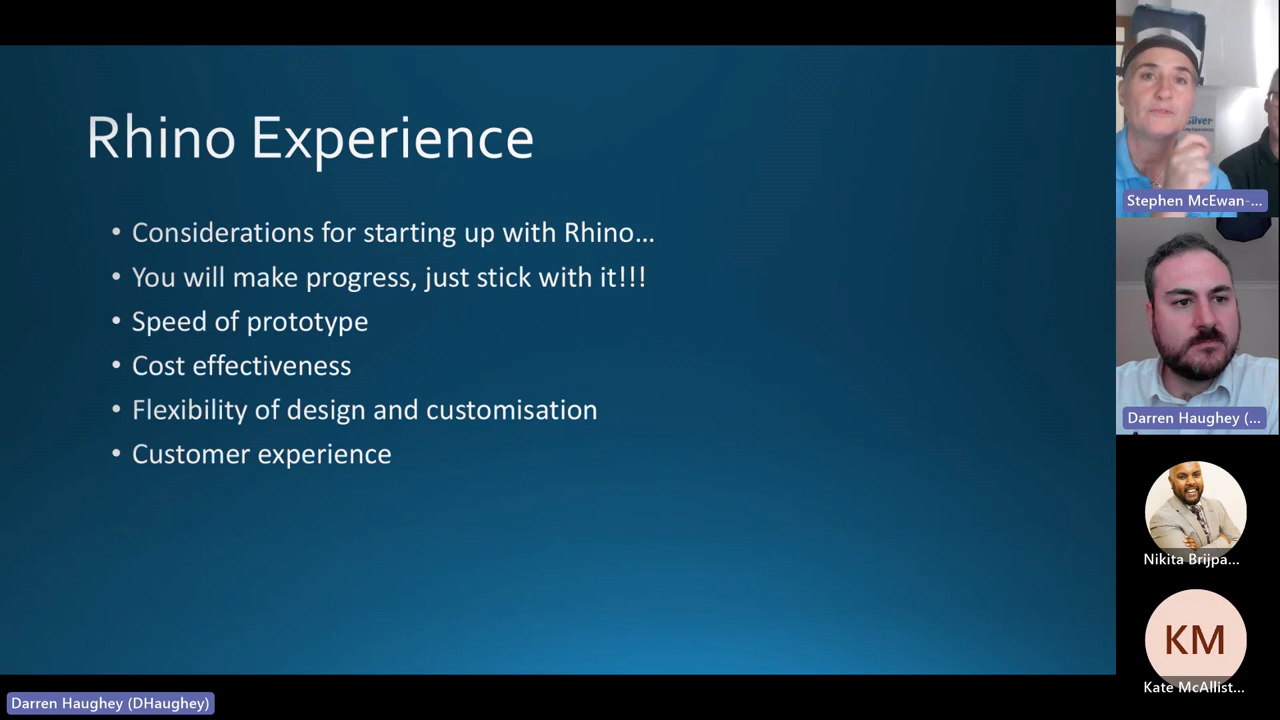 Rhino Experience
• Considerations for starting up with Rhino...
• You will make progress, just stick with it!!!
• Speed of prototype
• Cost effectiveness
• Flexibility of design and customisation
• Customer experience
Silver
Stephen McEwan-...
Darren Haughey (...
Nikita Brijpa...
KM
Kate McAllist...
Darren Haughey (DHaughey)